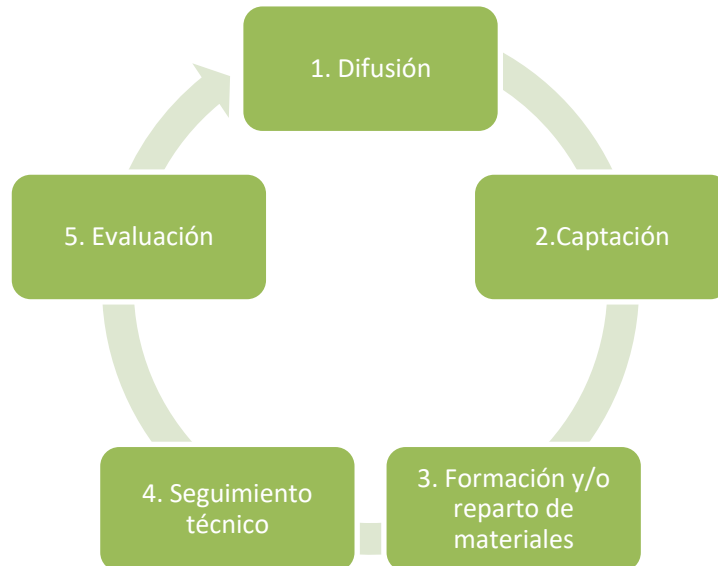 1. Difusión
2.Captación
3. Formación y/o
reparto de
materiales
4. Seguimiento
técnico
5. Evaluación